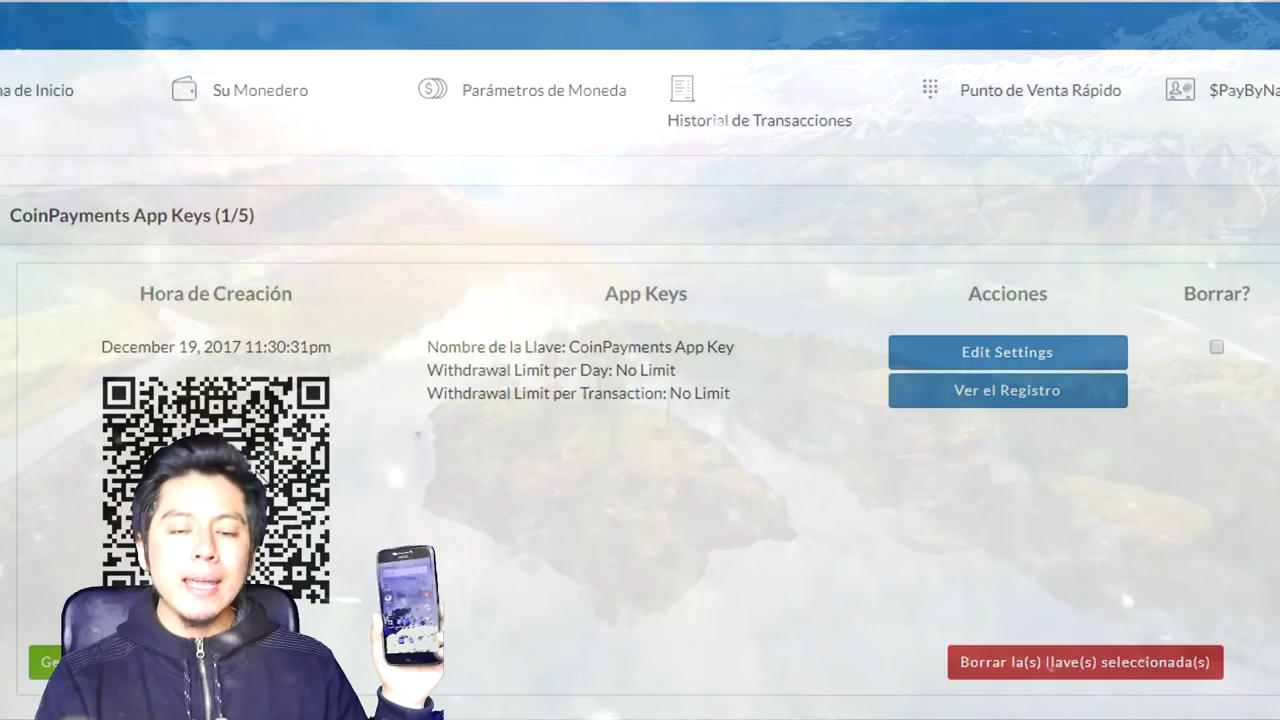 de Inicio
Su Monedero
Parámetros de Moneda
Historial de Transacciones
Punto de Venta Rápido
CoinPayments App Keys (1/5)
Hora de Creación
App Keys
Acciones
Borrar?
December 19, 2017 11:30:31pm
Nombre de la Llave: CoinPayments App Key
Withdrawal Limit per Day: No Limit
Withdrawal Limit per Transaction: No Limit
Edit Settings
Ver el Registro
Borrar la(s) llave(s) seleccionada(s)